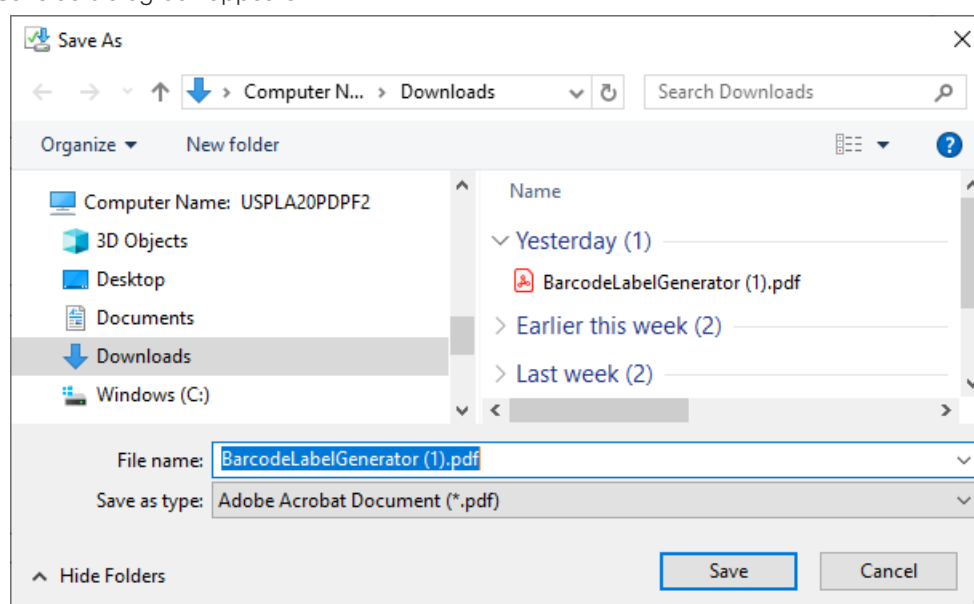 Save As
Computer N... > Downloads
Search Downloads
Organize
New folder
Computer Name: USPLA20PDPF2
3D Objects
Desktop
Documents
Downloads
Windows (C:)
Name
Yesterday (1)
BarcodeLabelGenerator (1).pdf
Earlier this week (2)
Last week (2)
File name: BarcodeLabelGenerator (1).pdf
Save as type: Adobe Acrobat Document (*.pdf)
Hide Folders
Save
Cancel